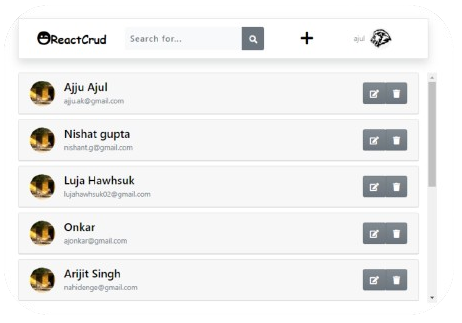 ReactCrud
Search for...
ajul
Ajju Ajul
ajju.ak@gmail.com
Nishat gupta
nishant.g@gmail.com
Luja Hawhsuk
lujahawhsuk02@gmail.com
Onkar
ajonkar@gmail.com
Arijit Singh
nahidenge@gmail.com